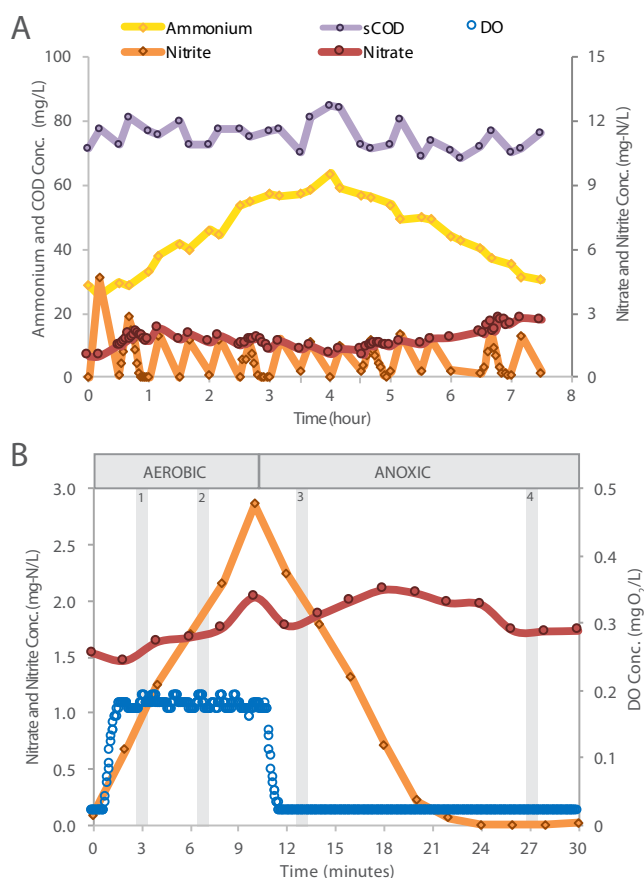 A
Ammonium sCOD DO
Nitrite Nitrate
100 15
80 12
60 9
40 6
20 3
0 0
Ammonium and COD Conc. (mg/L)
Nitrate and Nitrite Conc. (mg-N/L)
0 1 2 3 4 5 6 7 8
Time (hour)
B
AEROBIC ANOXIC
1 2 3 4
3.0 0.5
2.5 0.4
2.0 0.3
1.5
1.0 0.2
0.5 0.1
0.0 0
Nitrate and Nitrite Conc. (mg-N/L)
DO Conc. (mg O2/L)
0 3 6 9 12 15 18 21 24 27 30
Time (minutes)